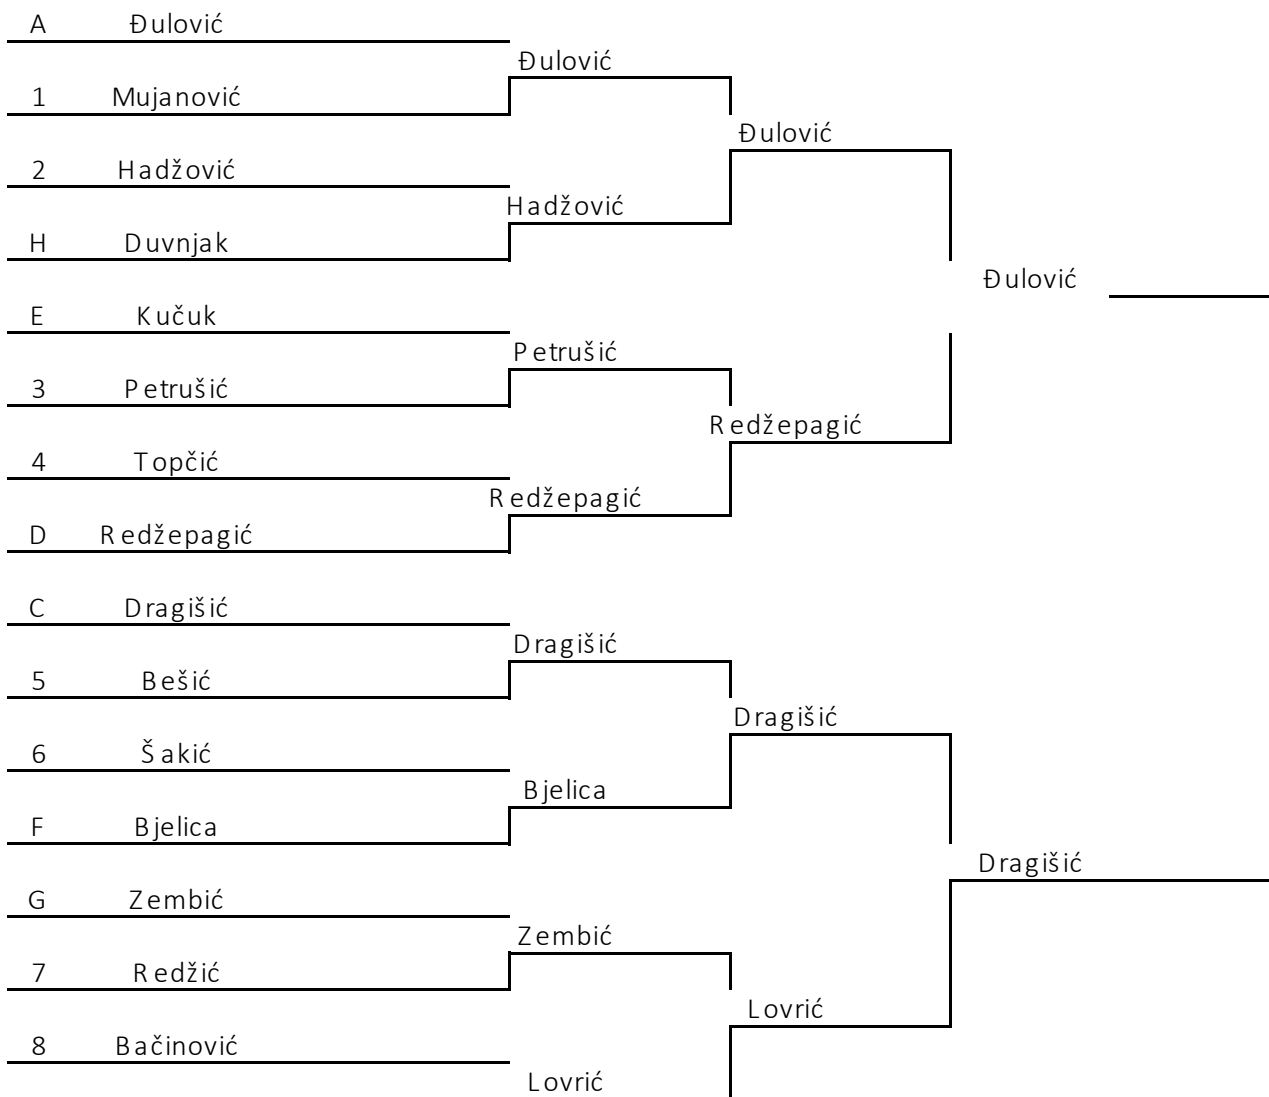 A Đulović
Đulović
1 Mujanović
Đulović
2 Hadžović
Hadžović
H Duvnjak
Đulović
E Kučuk
Petrušić
3 Petrušić
Redžepagić
4 Topčić
Redžepagić
D Redžepagić
C Dragišić
Dragišić
5 Bešić
Dragišić
6 Šakić
Bjelica
F Bjelica
Dragišić
G Zembić
Zembić
7 Redžić
Lovrić
8 Bačinović
Lovrić